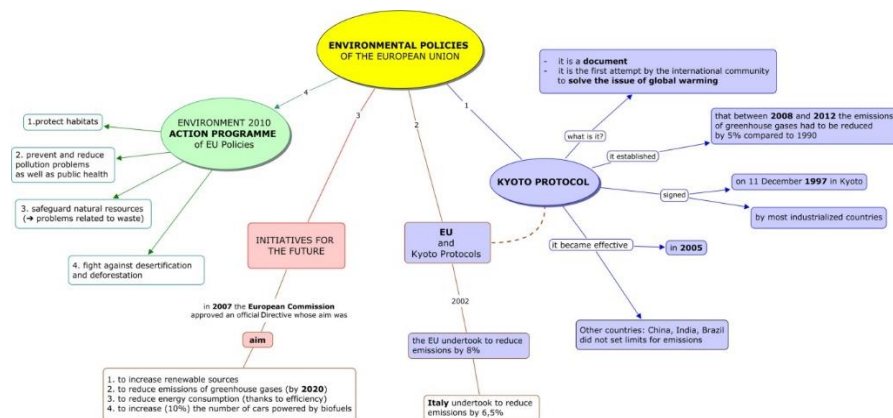 ENVIRONMENTAL POLICIES
OF THE EUROPEAN UNION
1
KYOTO PROTOCOL
what is it?
- it is a document
- it is the first attempt by the international community
to solve the issue of global warming
it established
that between 2008 and 2012 the emissions
of greenhouse gases had to be reduced
by 5% compared to 1990
signed
on 11 December 1997 in Kyoto
by most industrialized countries
it became effective
in 2005
Other countries: China, India, Brazil
did not set limits for emissions
2
EU
and
Kyoto Protocols
2002
the EU undertook to reduce
emissions by 8%
Italy undertook to reduce
emissions by 6,5%
3
INITIATIVES FOR
THE FUTURE
in 2007 the European Commission
approved an official Directive whose aim was
aim
1. to increase renewable sources
2. to reduce emissions of greenhouse gases (by 2020)
3. to reduce energy consumption (thanks to efficiency)
4. to increase (10%) the number of cars powered by biofuels
4
ENVIRONMENT 2010
ACTION PROGRAMME
of EU Policies
1.protect habitats
2. prevent and reduce
pollution problems
as well as public health
3. safeguard natural resources
(➔ problems related to waste)
4. fight against desertification
and deforestation